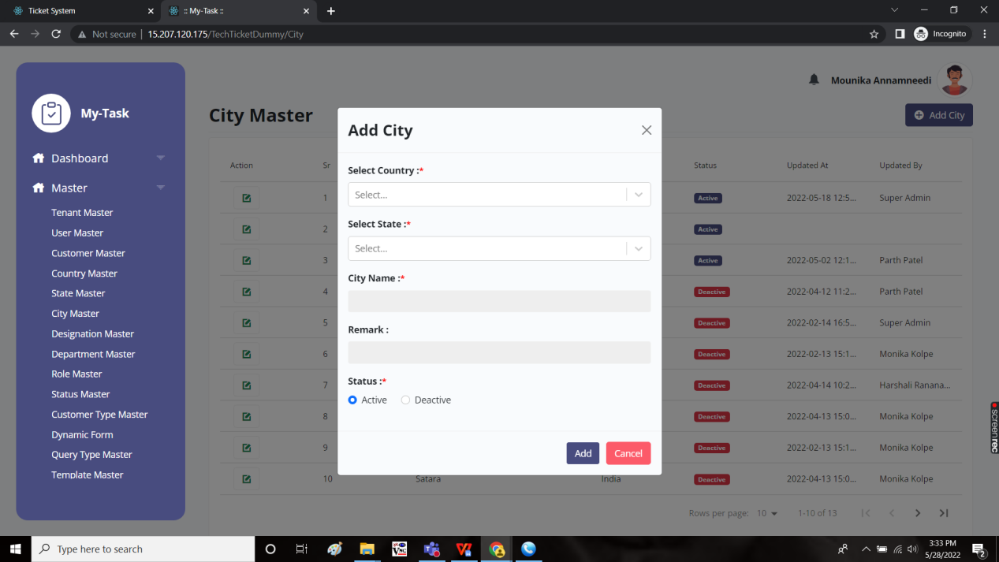 Ticket System
:: My-Task ::
Not secure | 15.207.120.175/TechTicketDummy/City
Incognito
My-Task
Dashboard
Master
Tenant Master
User Master
Customer Master
Country Master
State Master
City Master
Designation Master
Department Master
Role Master
Status Master
Customer Type Master
Dynamic Form
Query Type Master
Template Master
Mounika Annamneedi
City Master
Add City
Action Sr Status Updated At Updated By
1 Active 2022-05-18 12:5... Super Admin
2 Active
3 Active 2022-05-02 12:1... Parth Patel
4 Deactive 2022-04-12 11:2... Parth Patel
5 Deactive 2022-02-14 16:5... Super Admin
6 Deactive 2022-02-13 15:1... Monika Kolpe
7 Deactive 2022-04-14 10:2... Harshali Ranana...
8 Deactive 2022-04-13 15:0... Monika Kolpe
9 Deactive 2022-02-13 15:1... Monika Kolpe
10 Satara India Deactive 2022-04-13 15:0... Monika Kolpe
Rows per page: 10 1-10 of 13
Add City
Select Country :*
Select...
Select State :*
Select...
City Name :*
Remark :
Status :*
Active Deactive
Add Cancel
screenrec
Type here to search
3:33 PM
5/28/2022
2